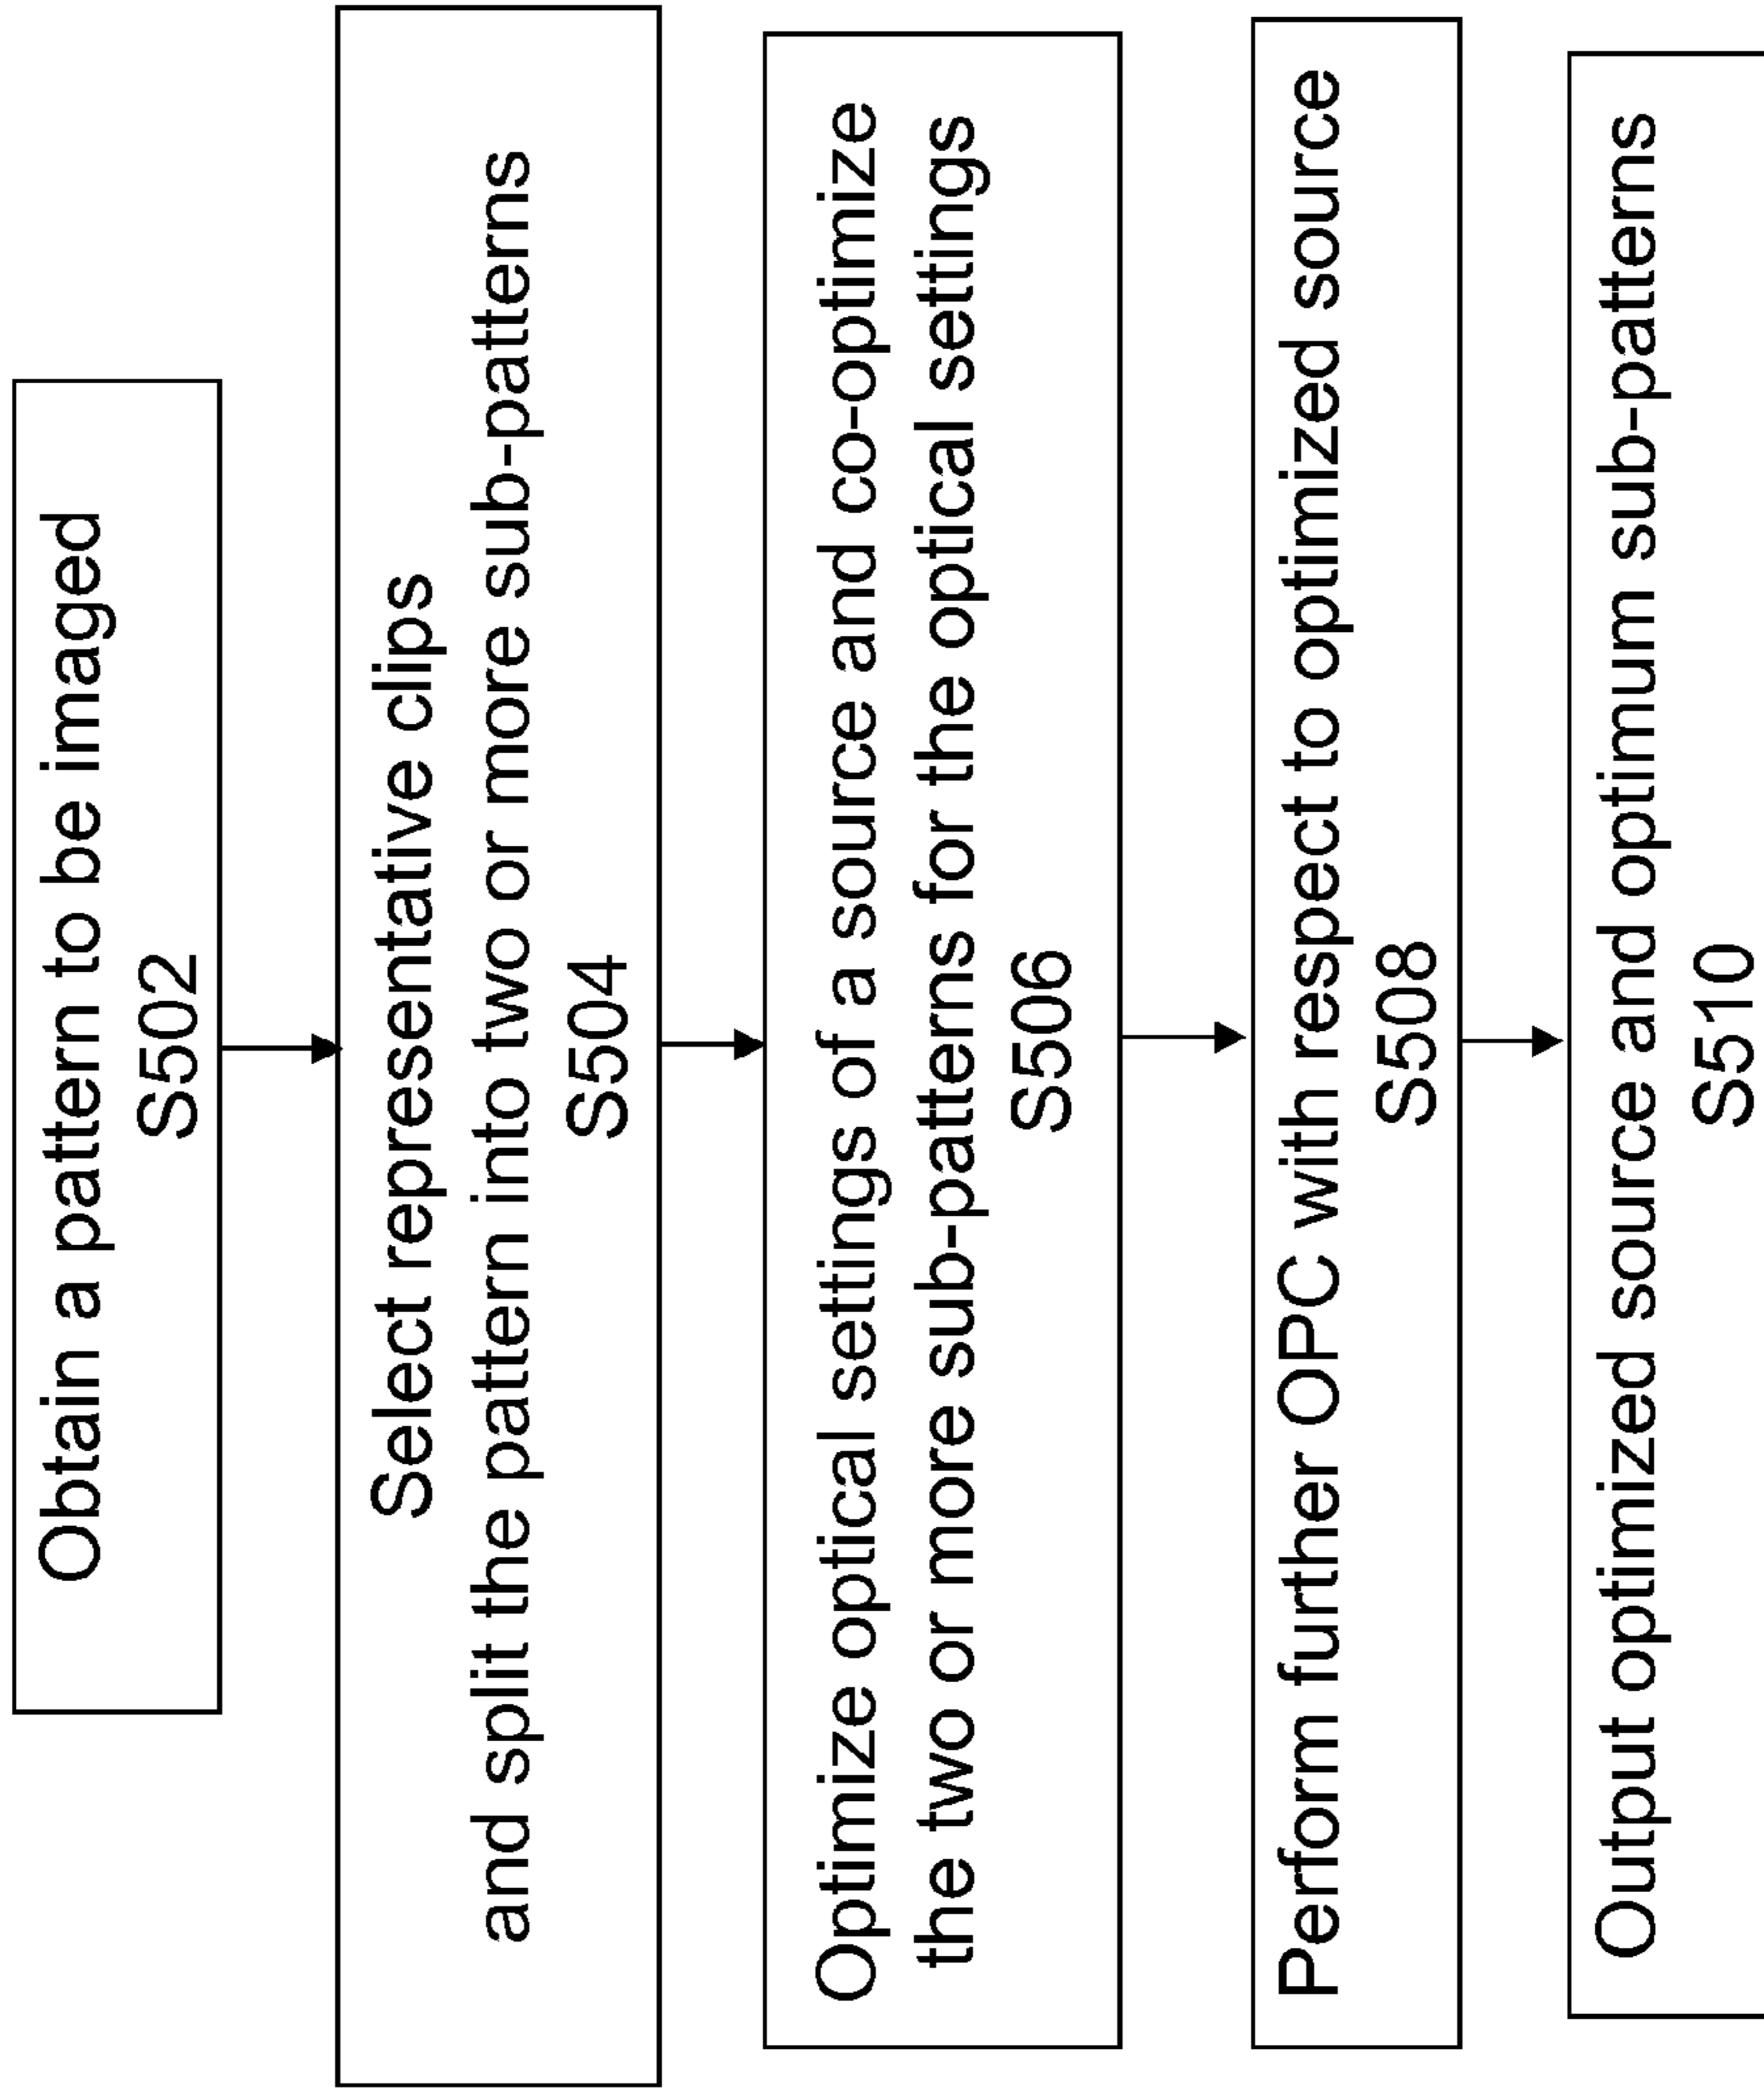 Obtain a pattern to be imaged
S502
Select representative clips
and split the pattern into two or more sub-patterns
S504
Optimize optical settings of a source and co-optimize
the two or more sub-patterns for the optical settings
S506
Perform further OPC with respect to optimized source
S508
Output optimized source and optimum sub-patterns
S510